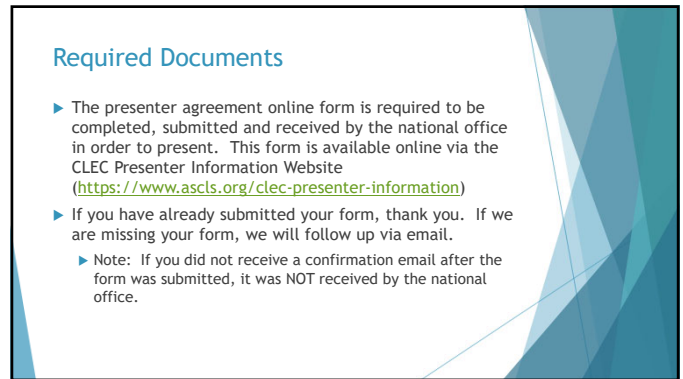 Required Documents
▶ The presenter agreement online form is required to be
completed, submitted and received by the national office
in order to present.  This form is available online via the
CLEC Presenter Information Website
(https://www.ascls.org/clec-presenter-information)
▶ If you have already submitted your form, thank you.  If we
are missing your form, we will follow up via email.
▶ Note:  If you did not receive a confirmation email after the
form was submitted, it was NOT received by the national
office.